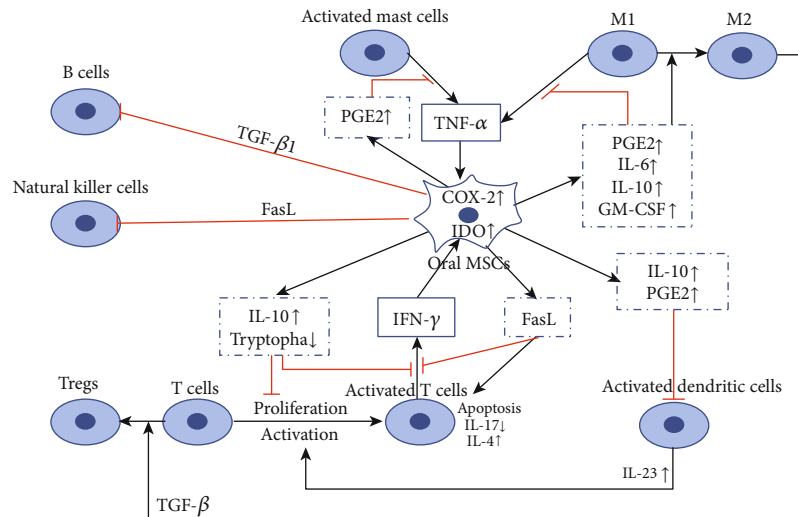 Activated mast cells
M1
M2
B cells
PGE2↑
TNF-α
TGF-β1
PGE2↑
IL-6↑
IL-10↑
GM-CSF↑
Natural killer cells
FasL
COX-2↑
IDO↑
Oral MSCs
IL-10↑
PGE2↑
IL-10↑
Tryptopha↓
IFN-γ
FasL
Tregs
T cells
Activated T cells
Activated dendritic cells
Proliferation
Activation
Apoptosis
IL-17↓
IL-4↑
IL-23↑
TGF-β